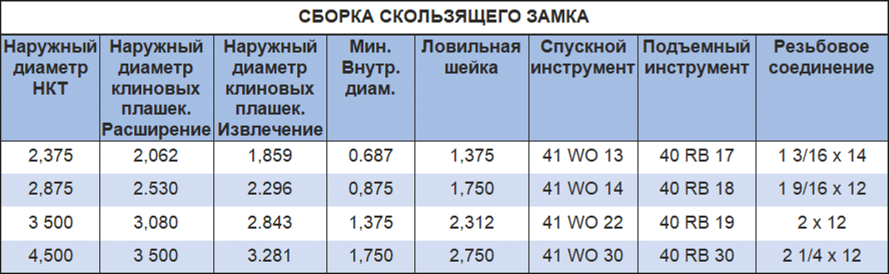 СБОРКА СКОЛЬЗЯЩЕГО ЗАМКА
Наружный диаметр НКТ | Наружный диаметр клиновых плашек. Расширение | Наружный диаметр клиновых плашек. Извлечение | Мин. Внутр. диам. | Ловильная шейка | Спускной инструмент | Подъемный инструмент | Резьбовое соединение
2,375 | 2,062 | 1,859 | 0.687 | 1,375 | 41 WO 13 | 40 RB 17 | 1 3/16 x 14
2,875 | 2.530 | 2.296 | 0,875 | 1,750 | 41 WO 14 | 40 RB 18 | 1 9/16 x 12
3 500 | 3,080 | 2.843 | 1,375 | 2,312 | 41 WO 22 | 40 RB 19 | 2 x 12
4,500 | 3 500 | 3.281 | 1,750 | 2,750 | 41 WO 30 | 40 RB 30 | 2 1/4 x 12